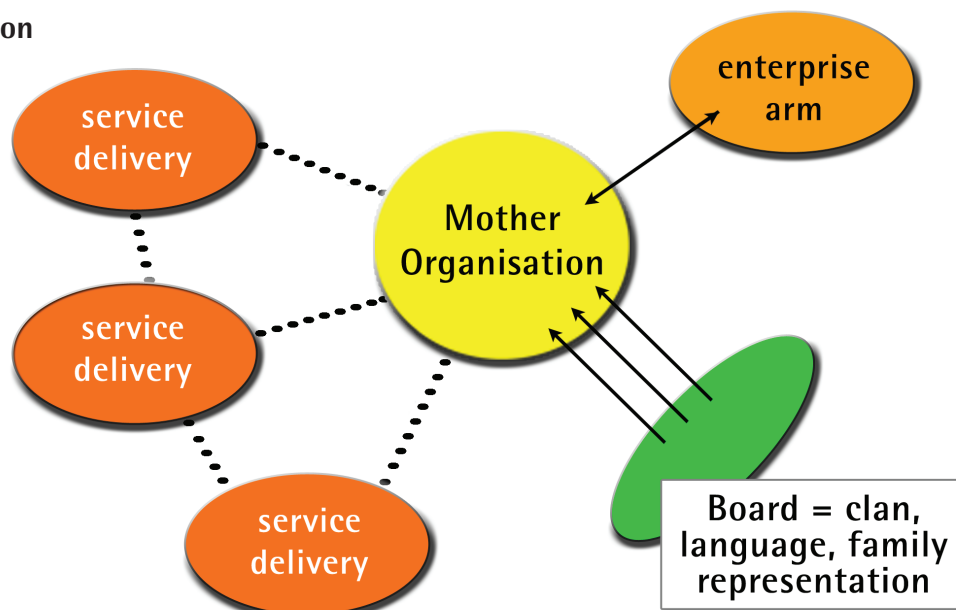 on
service
delivery
enterprise
arm
Mother
Organisation
service
delivery
service
delivery
Board = clan,
language, family
representation